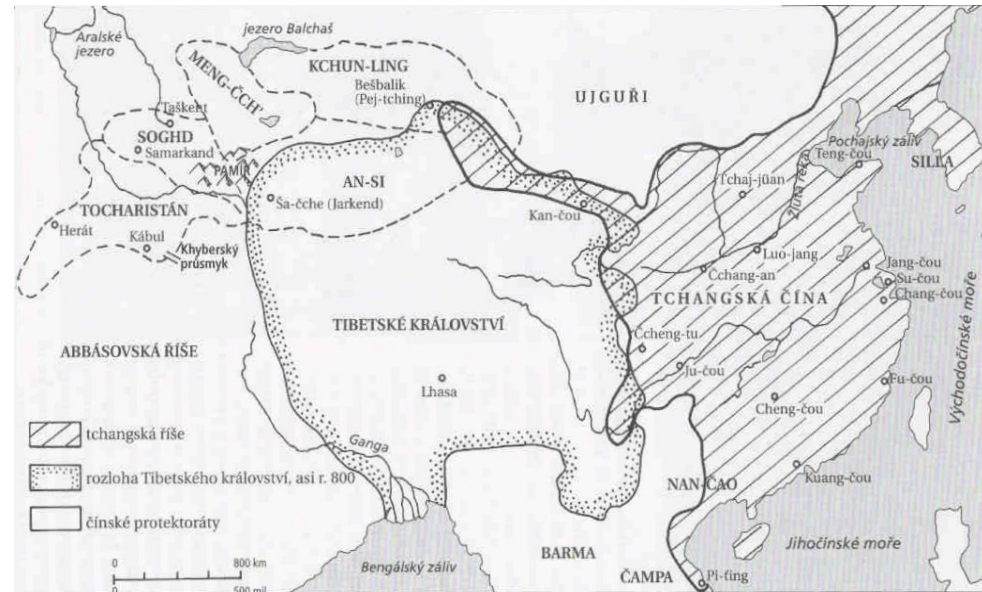 jezero Balchaš
Aralské
jezero
MENG-ČCH'
KCHUN-LING
Bešbalik
(Pej-tching)
UJGUŘI
Taškent
SOGHD
Samarkand
PAMÍR
Pochajský záliv
Teng-čou
SILLA
AN-SI
Tchaj-jüan
Žlutá řeka
Ša-čche (Jarkend)
TOCHARISTÁN
Kan-čou
Herát
Kábul
Khyberský
průsmyk
Luo-jang
Jang-čou
Čchang-an
Su-čou
Chang-čou
TCHANGSKÁ ČÍNA
TIBETSKÉ KRÁLOVSTVÍ
Východočínské moře
ABBÁSOVSKÁ ŘÍŠE
Čcheng-tu
Ju-čou
Lhasa
Fu-čou
Cheng-čou
tchangská říše
Ganga
rozloha Tibetského království, asi r. 800
NAN-ČAO
Kuang-čou
čínské protektoráty
BARMA
Jihočínské moře
0 800 km
Bengálský záliv
ČAMPA
Pi-ťing
0 500 mil